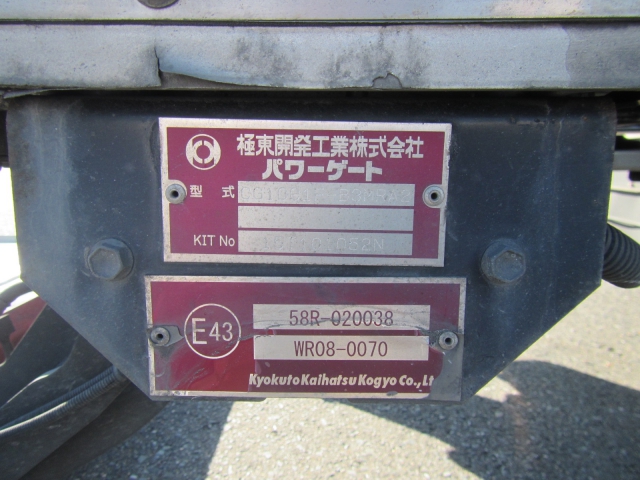 極東開発工業株式会社
パワーゲート
型式
KIT No
E43
58R-020038
WR08-0070
Kyokuto Kaihatsu Kogyo Co., Lt